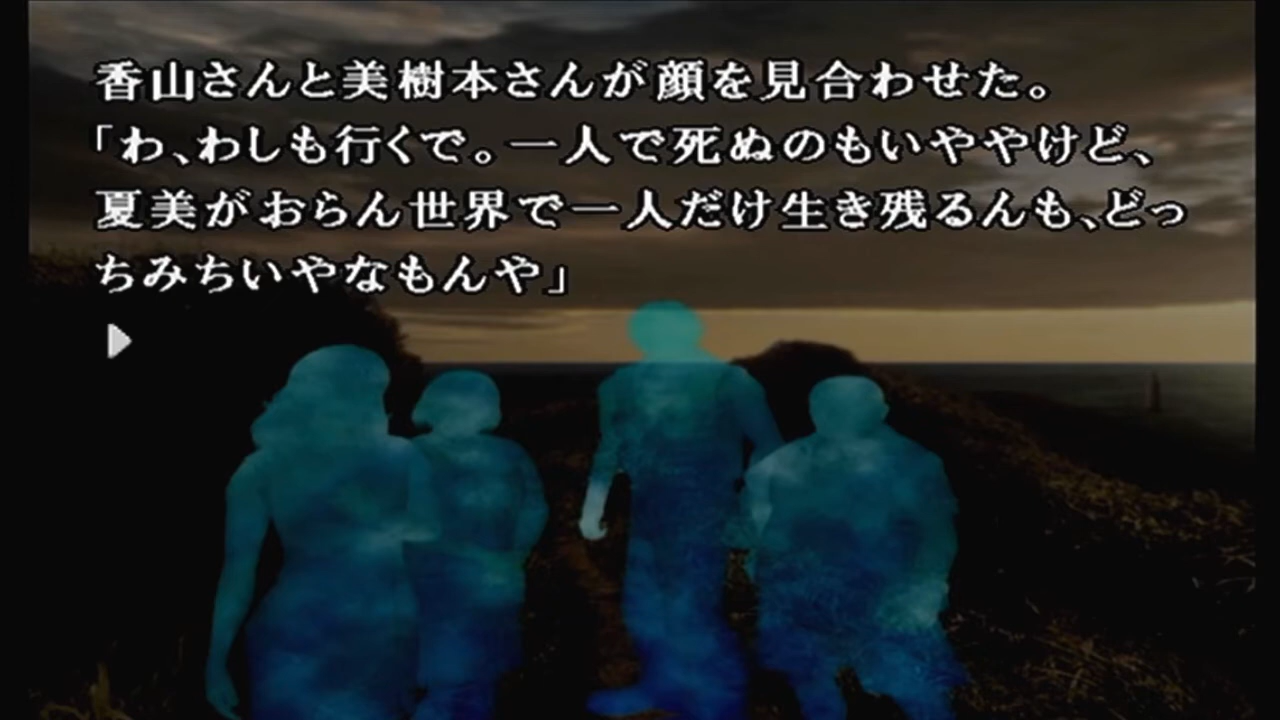 香山さんと美樹本さんが顔を見合わせた。
「わ、わしも行くで。一人で死ぬのもいややけど、
夏美がおらん世界で一人だけ生き残るんも、どっ
ちみちいやなもんや」